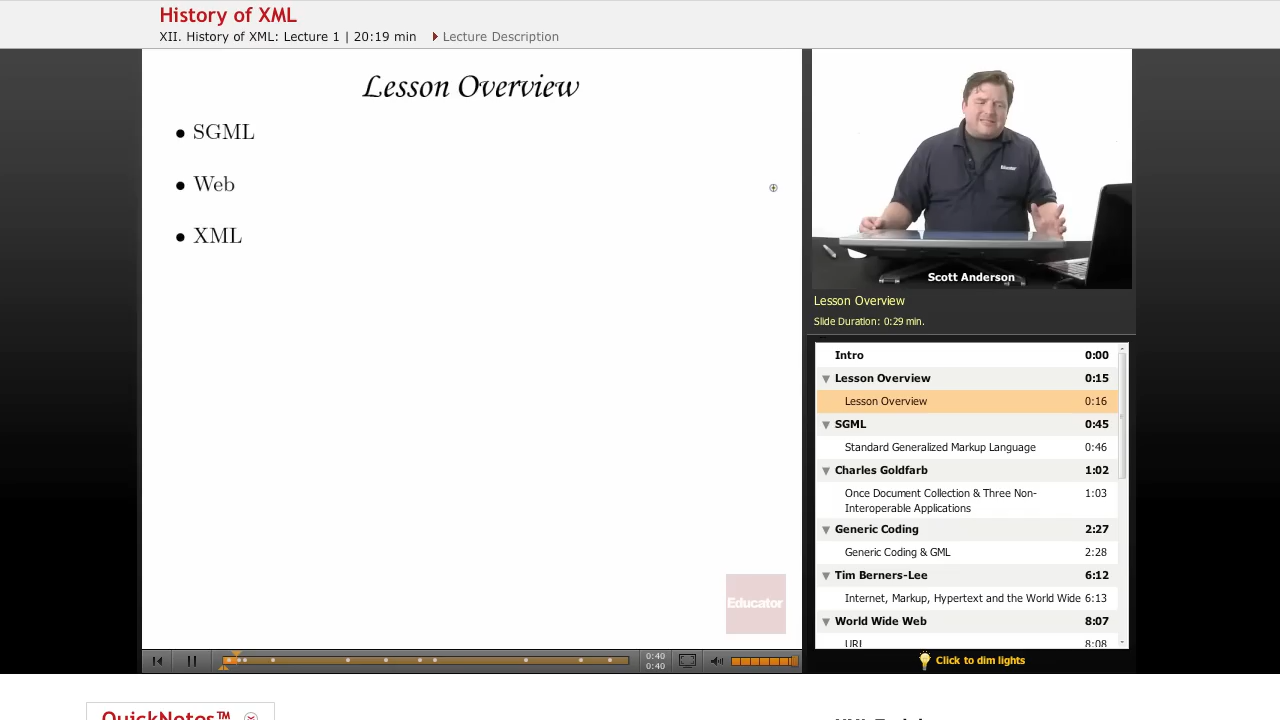 History of XML
XII. History of XML: Lecture 1 | 20:19 min Lecture Description
Lesson Overview
• SGML
• Web
• XML
Educator
Scott Anderson
Lesson Overview
Slide Duration: 0:29 min.
Intro 0:00
Lesson Overview 0:15
Lesson Overview 0:16
SGML 0:45
Standard Generalized Markup Language 0:46
Charles Goldfarb 1:02
Once Document Collection & Three Non- 1:03
Interoperable Applications
Generic Coding 2:27
Generic Coding & GML 2:28
Tim Berners-Lee 6:12
Internet, Markup, Hypertext and the World Wide 6:13
World Wide Web 8:07
URL 8:08
0:40
0:40
Click to dim lights
QuickNotes™